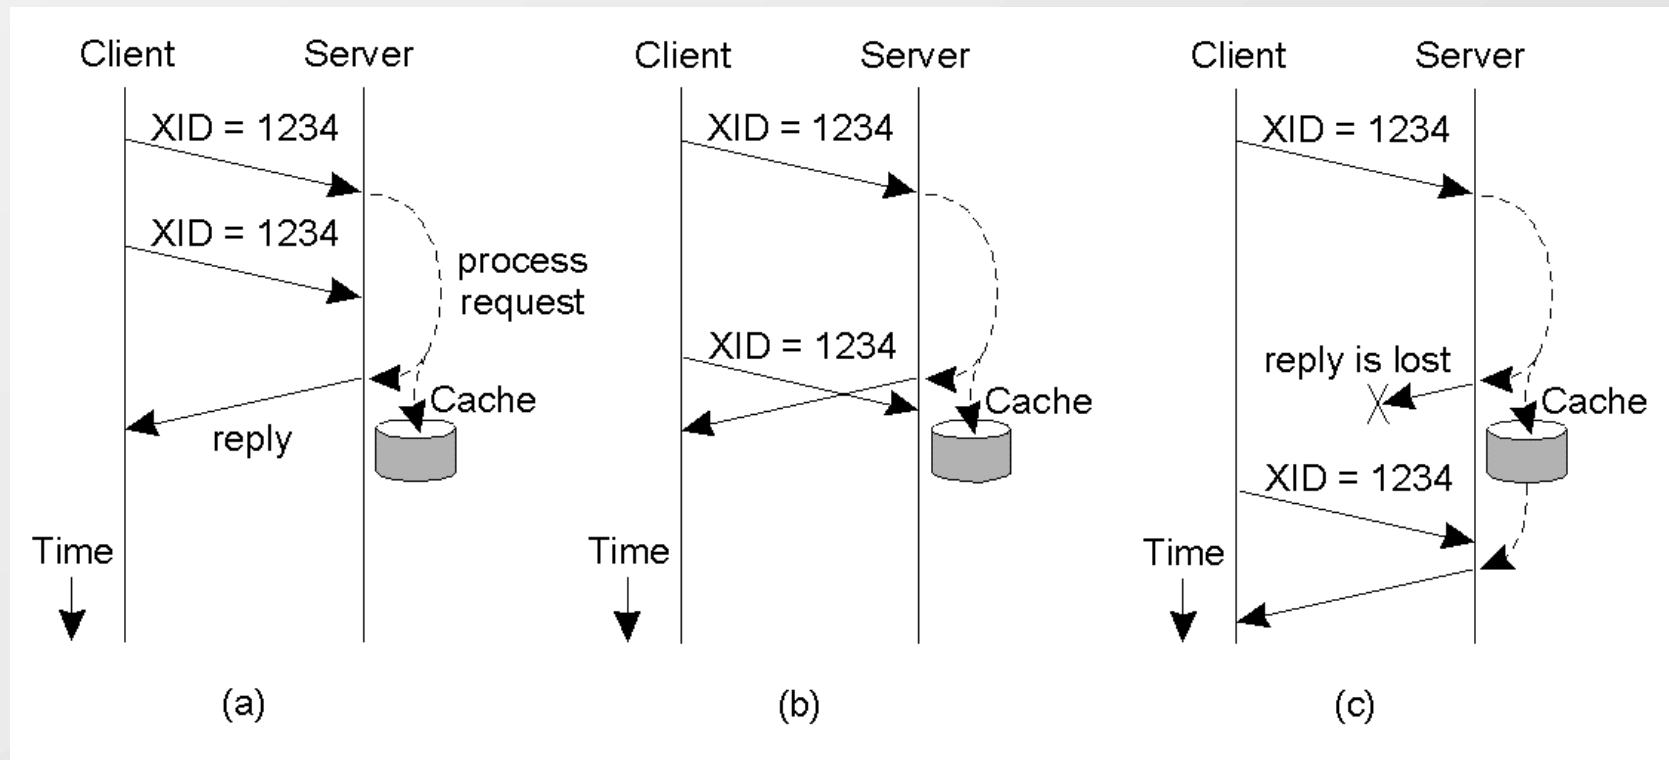 Client Server
XID = 1234
XID = 1234
process
request
Cache
reply
Time
(a)
Client Server
XID = 1234
XID = 1234
Cache
Time
(b)
Client Server
XID = 1234
reply is lost
Cache
XID = 1234
Time
(c)